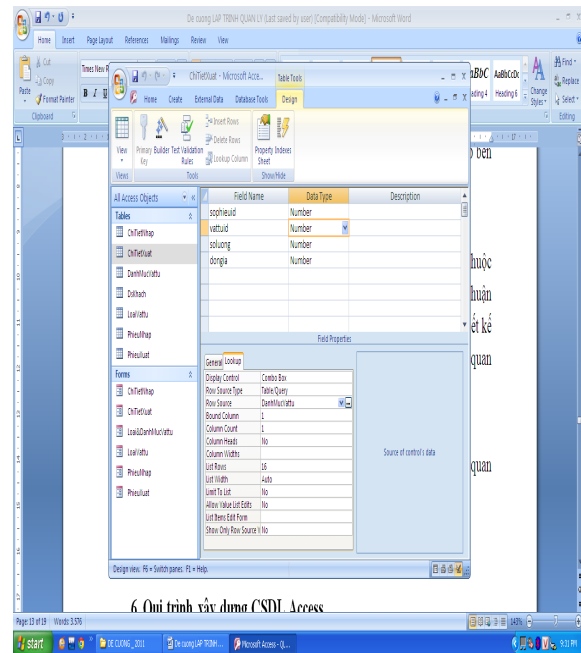 De cuong LAP TRINH QUAN LY (Last saved by user) [Compatibility Mode] - Microsoft Word
Home Insert Page Layout References Mailings Review View
Cut
Copy
Paste Format Painter
Clipboard
Times New R
B I U
AaBbCcDc
ading 4 Heading 6 Change Styles
Find
Replace
Select
Editing
ChiTietXuat - Microsoft Acce... Table Tools
Home Create External Data Database Tools Design
View Primary Key Builder Test Validation Rules Insert Rows Delete Rows Lookup Column Property Sheet Indexes
Views Tools Show/Hide
All Access Objects
Tables
ChiTietNhap
ChiTietXuat
DanhMucVattu
DsKhach
LoaiVattu
PhieuNhap
PhieuXuat
Forms
ChiTietNhap
ChiTietXuat
Loai&DanhMucVattu
LoaiVattu
PhieuNhap
PhieuXuat
Field Name Data Type Description
sophieuid Number
vattuid Number
soluong Number
dongia Number
Field Properties
General Lookup
Display Control Combo Box
Row Source Type Table/Query
Row Source DanhMucVattu
Bound Column 1
Column Count 1
Column Heads No
Column Widths
List Rows 16
List Width Auto
Limit To List No
Allow Value List Edits No
List Items Edit Form
Show Only Row Source V No
Source of control's data
Design view. F6 = Switch panes. F1 = Help.
bên
huộc
huận
ết kế
quan
quan
6. Qui trình xây dựng CSDL Access
Page: 13 of 19 Words: 3.576 143%
start DE CUONG _ 2011 De cuong LAP TRINH... Microsoft Access - QL... 9:31 PM